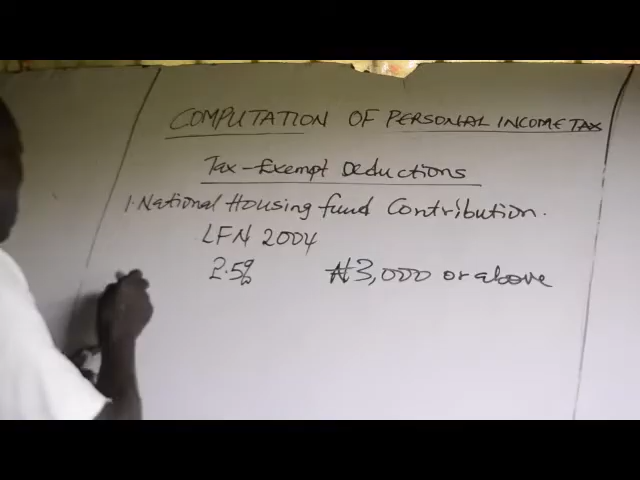 COMPUTATION OF PERSONAL INCOME TAX
Tax-Exempt Deductions
1. National Housing fund Contribution.
LFN 2004
2.5% ₦3,000 or above